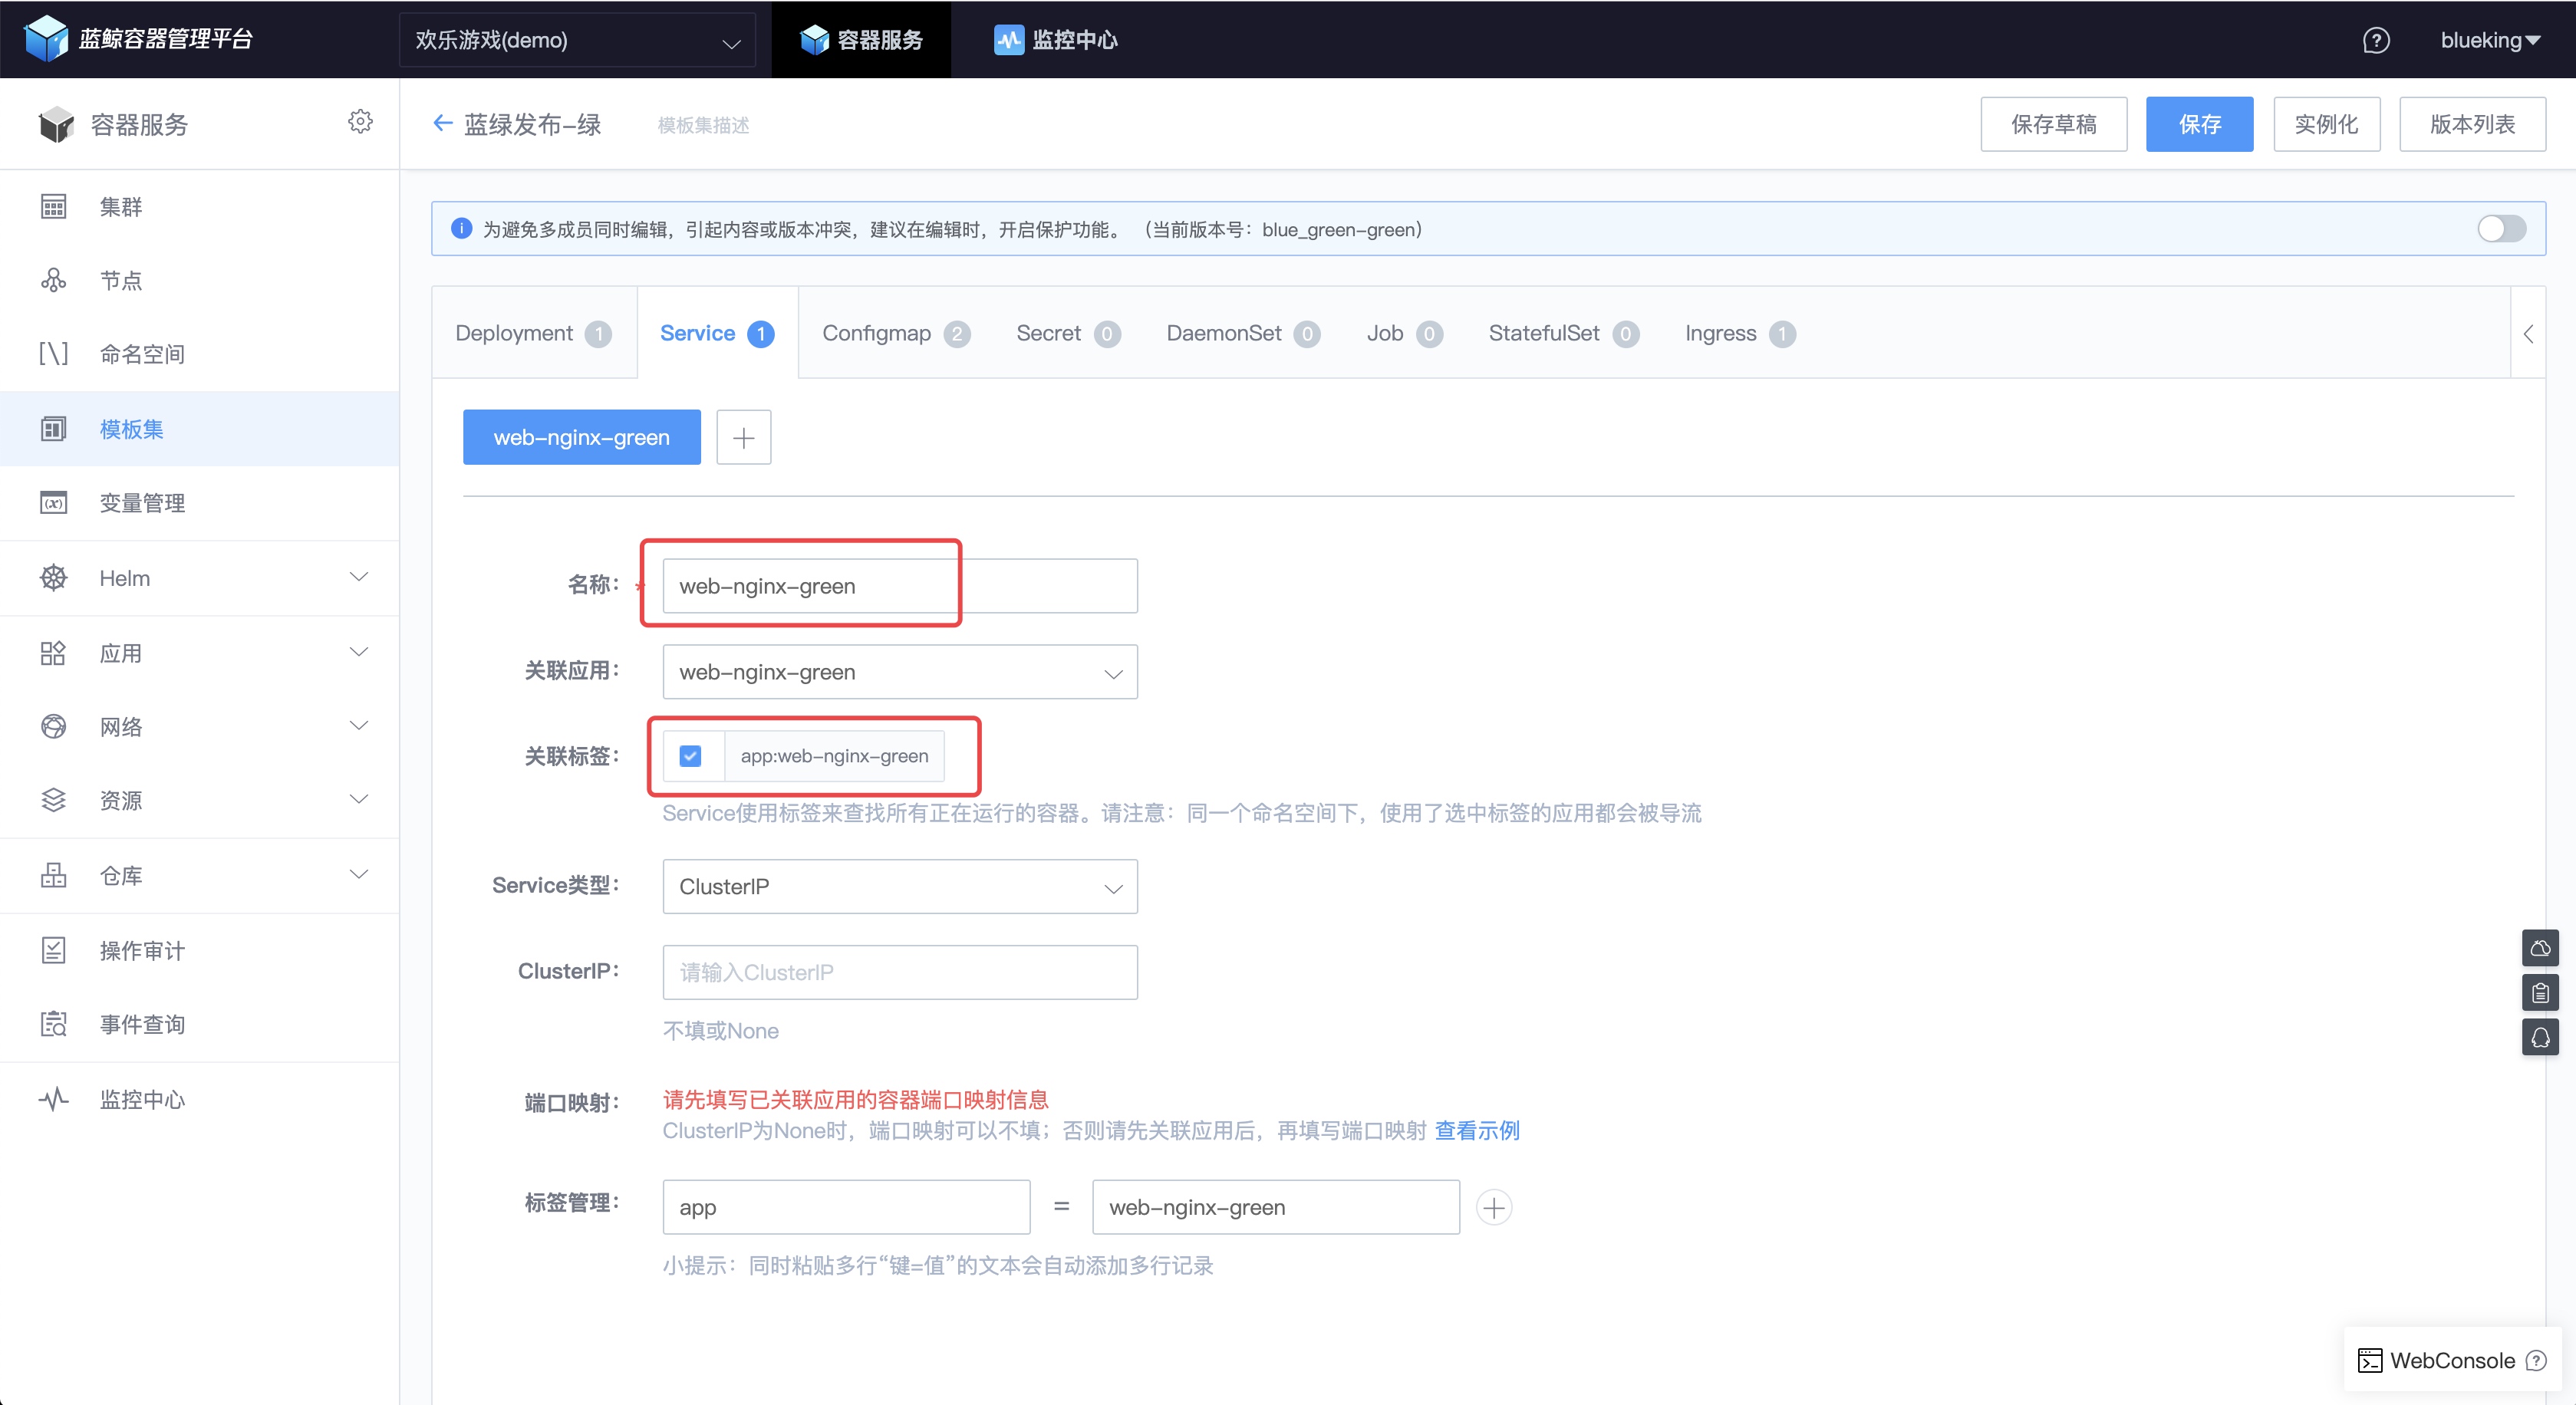 蓝鲸容器管理平台
欢乐游戏(demo)
容器服务
监控中心
blueking
容器服务
蓝绿发布-绿
模板集描述
保存草稿
保存
实例化
版本列表
集群
节点
命名空间
模板集
变量管理
Helm
应用
网络
资源
仓库
操作审计
事件查询
监控中心
为避免多成员同时编辑，引起内容或版本冲突，建议在编辑时，开启保护功能。（当前版本号：blue_green-green）
Deployment 1
Service 1
Configmap 2
Secret 0
DaemonSet 0
Job 0
StatefulSet 0
Ingress 1
web-nginx-green
名称： * web-nginx-green
关联应用： web-nginx-green
关联标签： app:web-nginx-green
Service使用标签来查找所有正在运行的容器。请注意：同一个命名空间下，使用了选中标签的应用都会被导流
Service类型： ClusterIP
ClusterIP： 请输入ClusterIP
不填或None
端口映射： 请先填写已关联应用的容器端口映射信息
ClusterIP为None时，端口映射可以不填；否则请先关联应用后，再填写端口映射 查看示例
标签管理： app = web-nginx-green
小提示：同时粘贴多行“键=值”的文本会自动添加多行记录
WebConsole